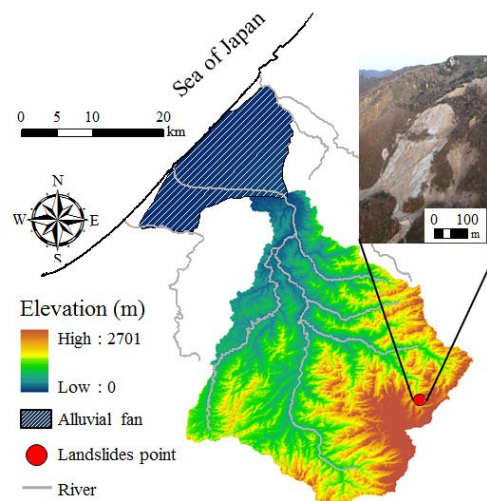 Sea of Japan
0 5 10 20
km
N
W E
S
0 100
m
Elevation (m)
High : 2701
Low : 0
Alluvial fan
Landslides point
River